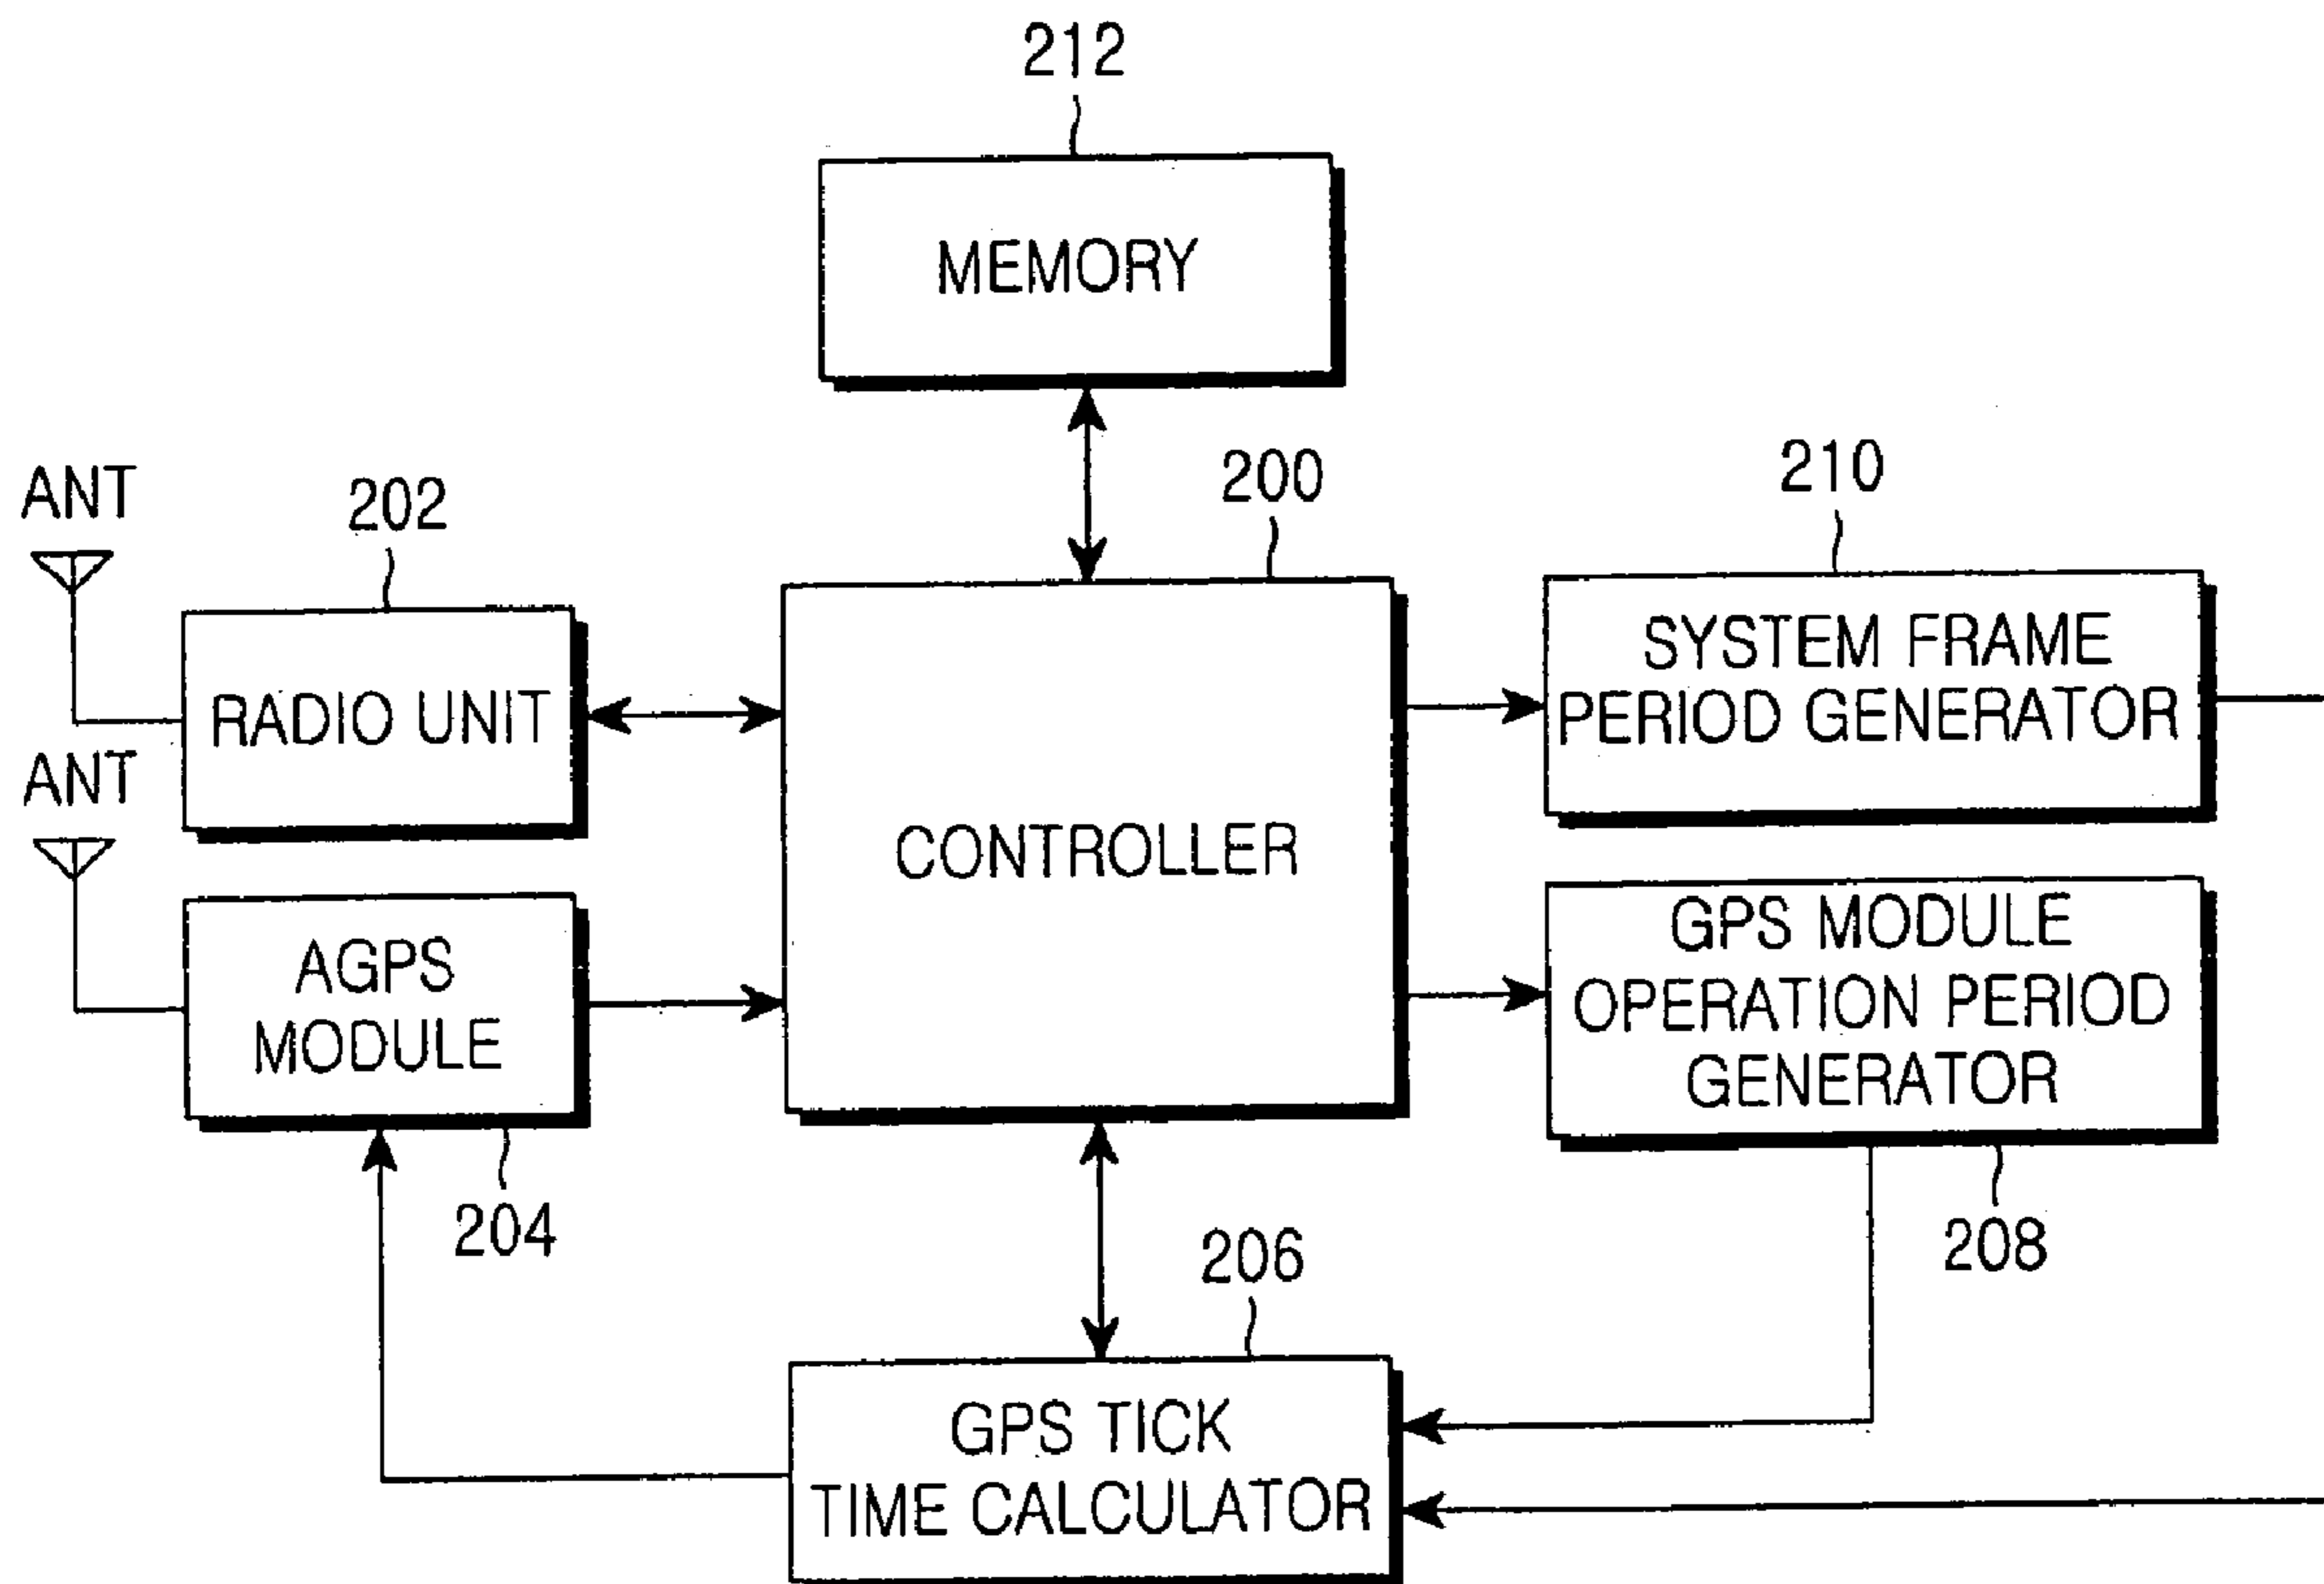 212
MEMORY
200
210
ANT
202
SYSTEM FRAME
PERIOD GENERATOR
RADIO UNIT
ANT
CONTROLLER
GPS MODULE
OPERATION PERIOD
GENERATOR
AGPS
MODULE
204
206
208
GPS TICK
TIME CALCULATOR